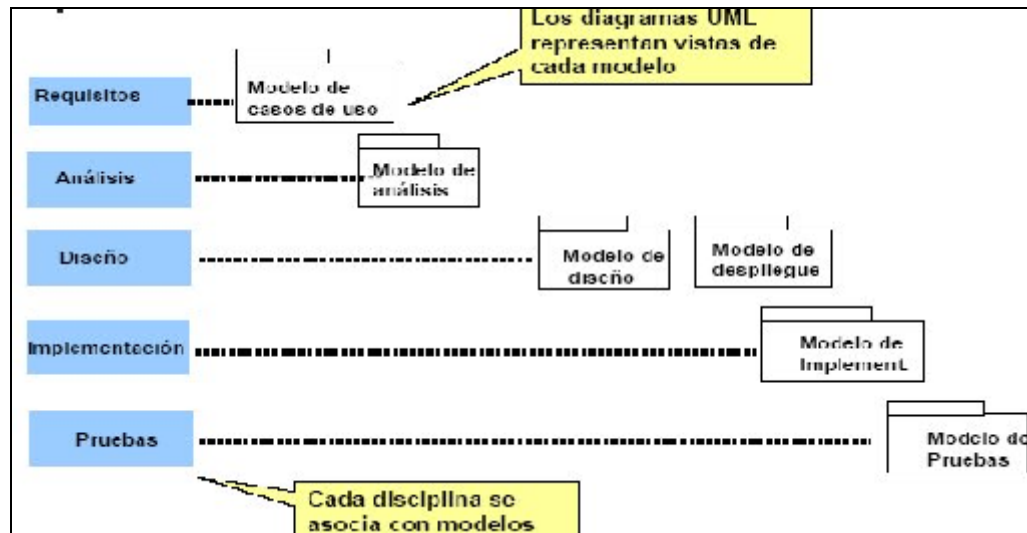 Los diagramas UML
representan vistas de
cada modelo
Requisitos
Modelo de
casos de uso
Análisis
Modelo de
análisis
Diseño
Modelo de
diseño
Modelo de
despliegue
Implementación
Modelo de
Implement.
Pruebas
Modelo de
Pruebas
Cada disciplina se
asocia con modelos